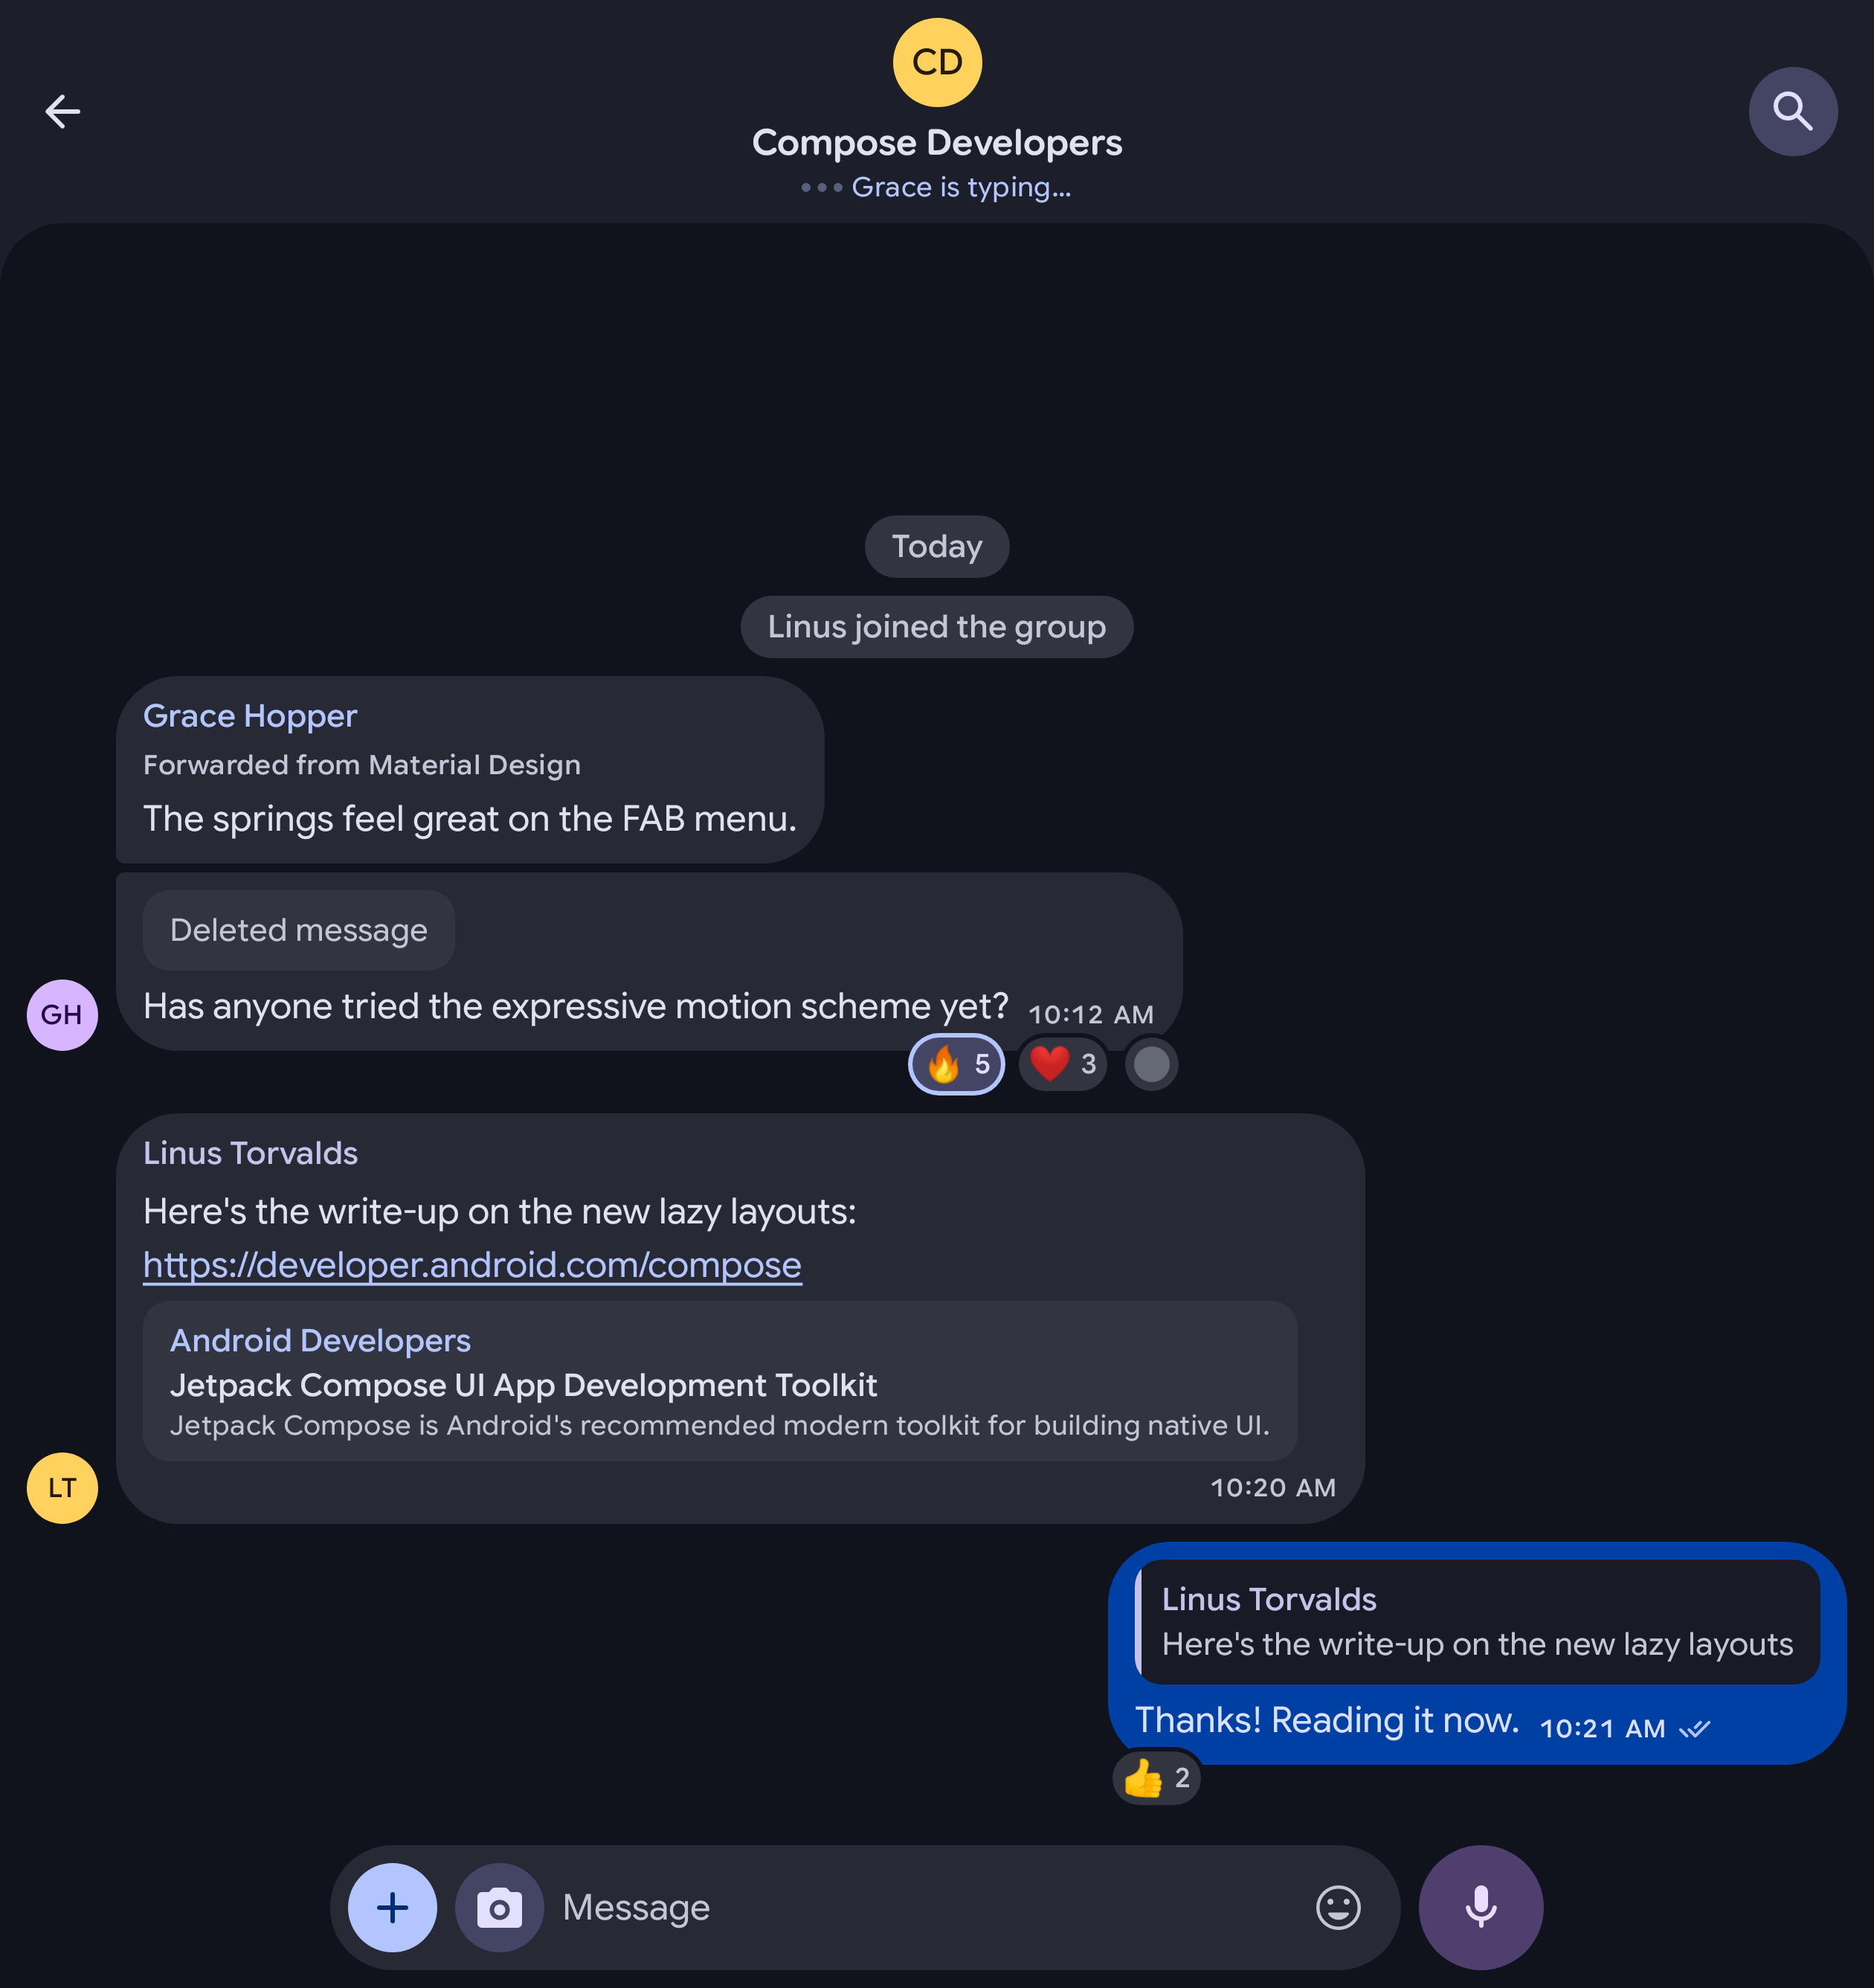 CD
Compose Developers
Grace is typing...
Today
Linus joined the group
Grace Hopper
Forwarded from Material Design
The springs feel great on the FAB menu.
Deleted message
Has anyone tried the expressive motion scheme yet? 10:12 AM
GH
5 3
Linus Torvalds
Here's the write-up on the new lazy layouts:
https://developer.android.com/compose
Android Developers
Jetpack Compose UI App Development Toolkit
Jetpack Compose is Android's recommended modern toolkit for building native UI.
LT
10:20 AM
Linus Torvalds
Here's the write-up on the new lazy layouts
Thanks! Reading it now. 10:21 AM
2
Message